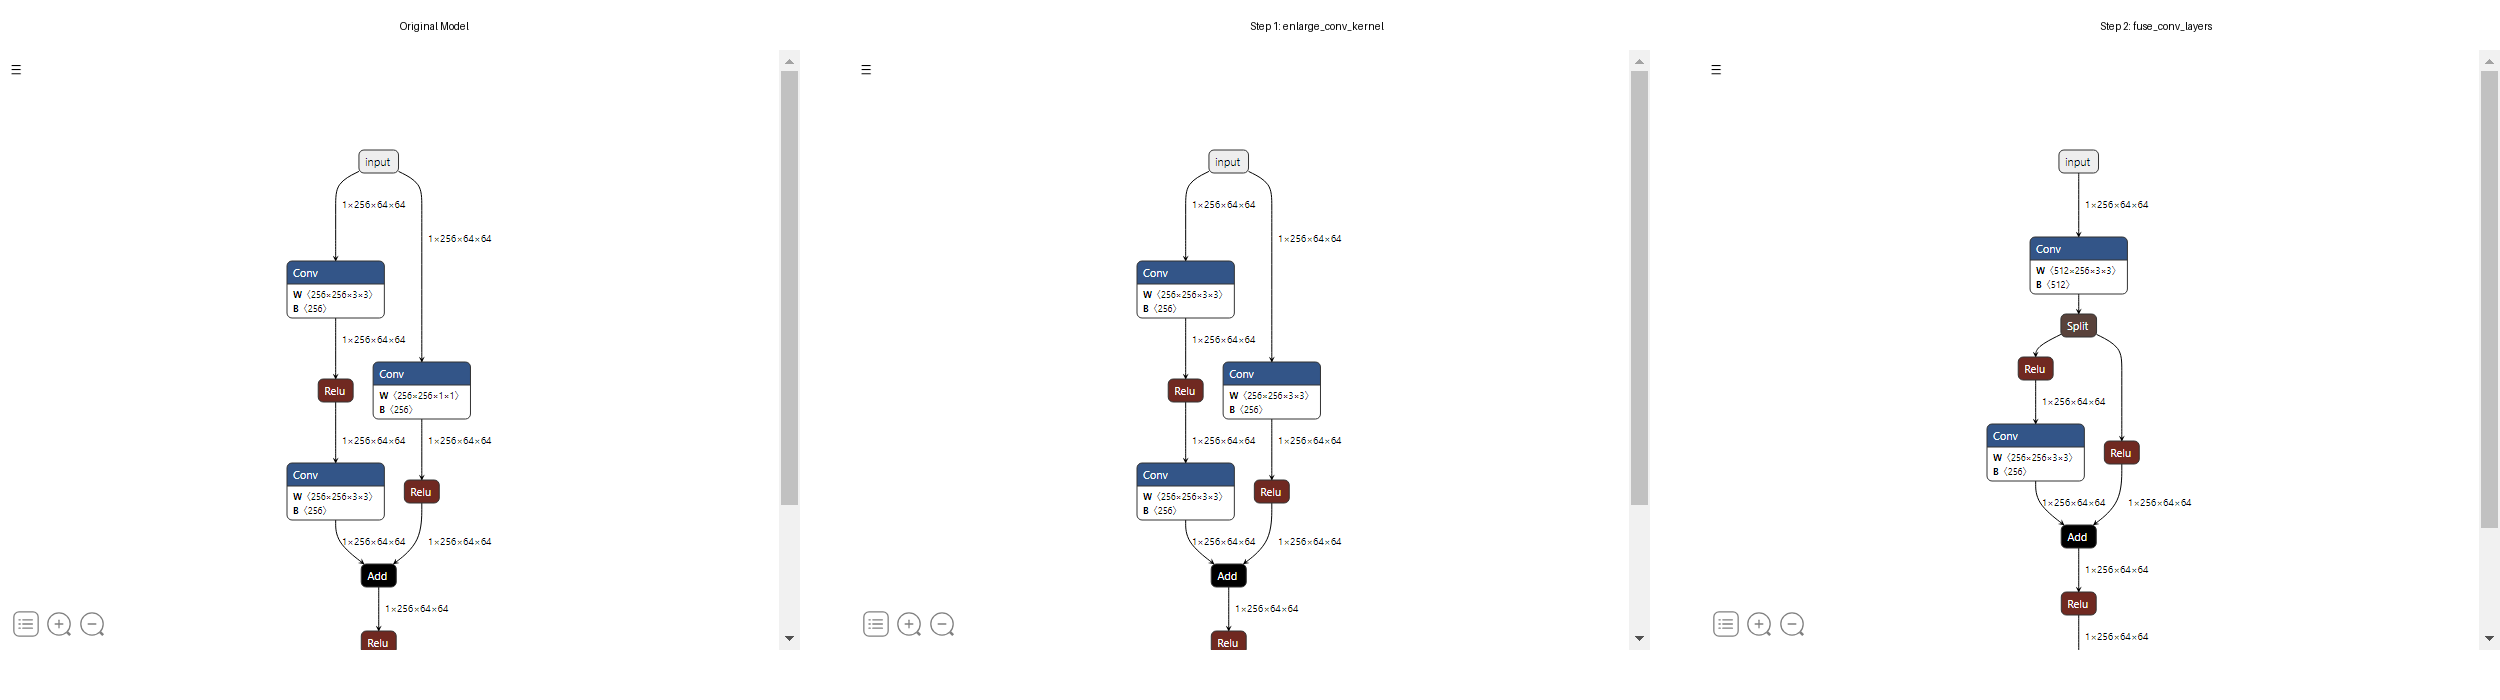 Original Model
☰
input
1×256×64×64
1×256×64×64
Conv
W ⟨256×256×3×3⟩
B ⟨256⟩
1×256×64×64
Conv
W ⟨256×256×1×1⟩
B ⟨256⟩
Relu
1×256×64×64
1×256×64×64
Conv
W ⟨256×256×3×3⟩
B ⟨256⟩
Relu
1×256×64×64
1×256×64×64
Add
1×256×64×64
Relu
Step 1: enlarge_conv_kernel
☰
input
1×256×64×64
1×256×64×64
Conv
W ⟨256×256×3×3⟩
B ⟨256⟩
1×256×64×64
Conv
W ⟨256×256×3×3⟩
B ⟨256⟩
Relu
1×256×64×64
1×256×64×64
Conv
W ⟨256×256×3×3⟩
B ⟨256⟩
Relu
1×256×64×64
1×256×64×64
Add
1×256×64×64
Relu
Step 2: fuse_conv_layers
☰
input
1×256×64×64
Conv
W ⟨512×256×3×3⟩
B ⟨512⟩
Split
Relu
1×256×64×64
Conv
W ⟨256×256×3×3⟩
B ⟨256⟩
Relu
1×256×64×64
1×256×64×64
Add
1×256×64×64
Relu
1×256×64×64